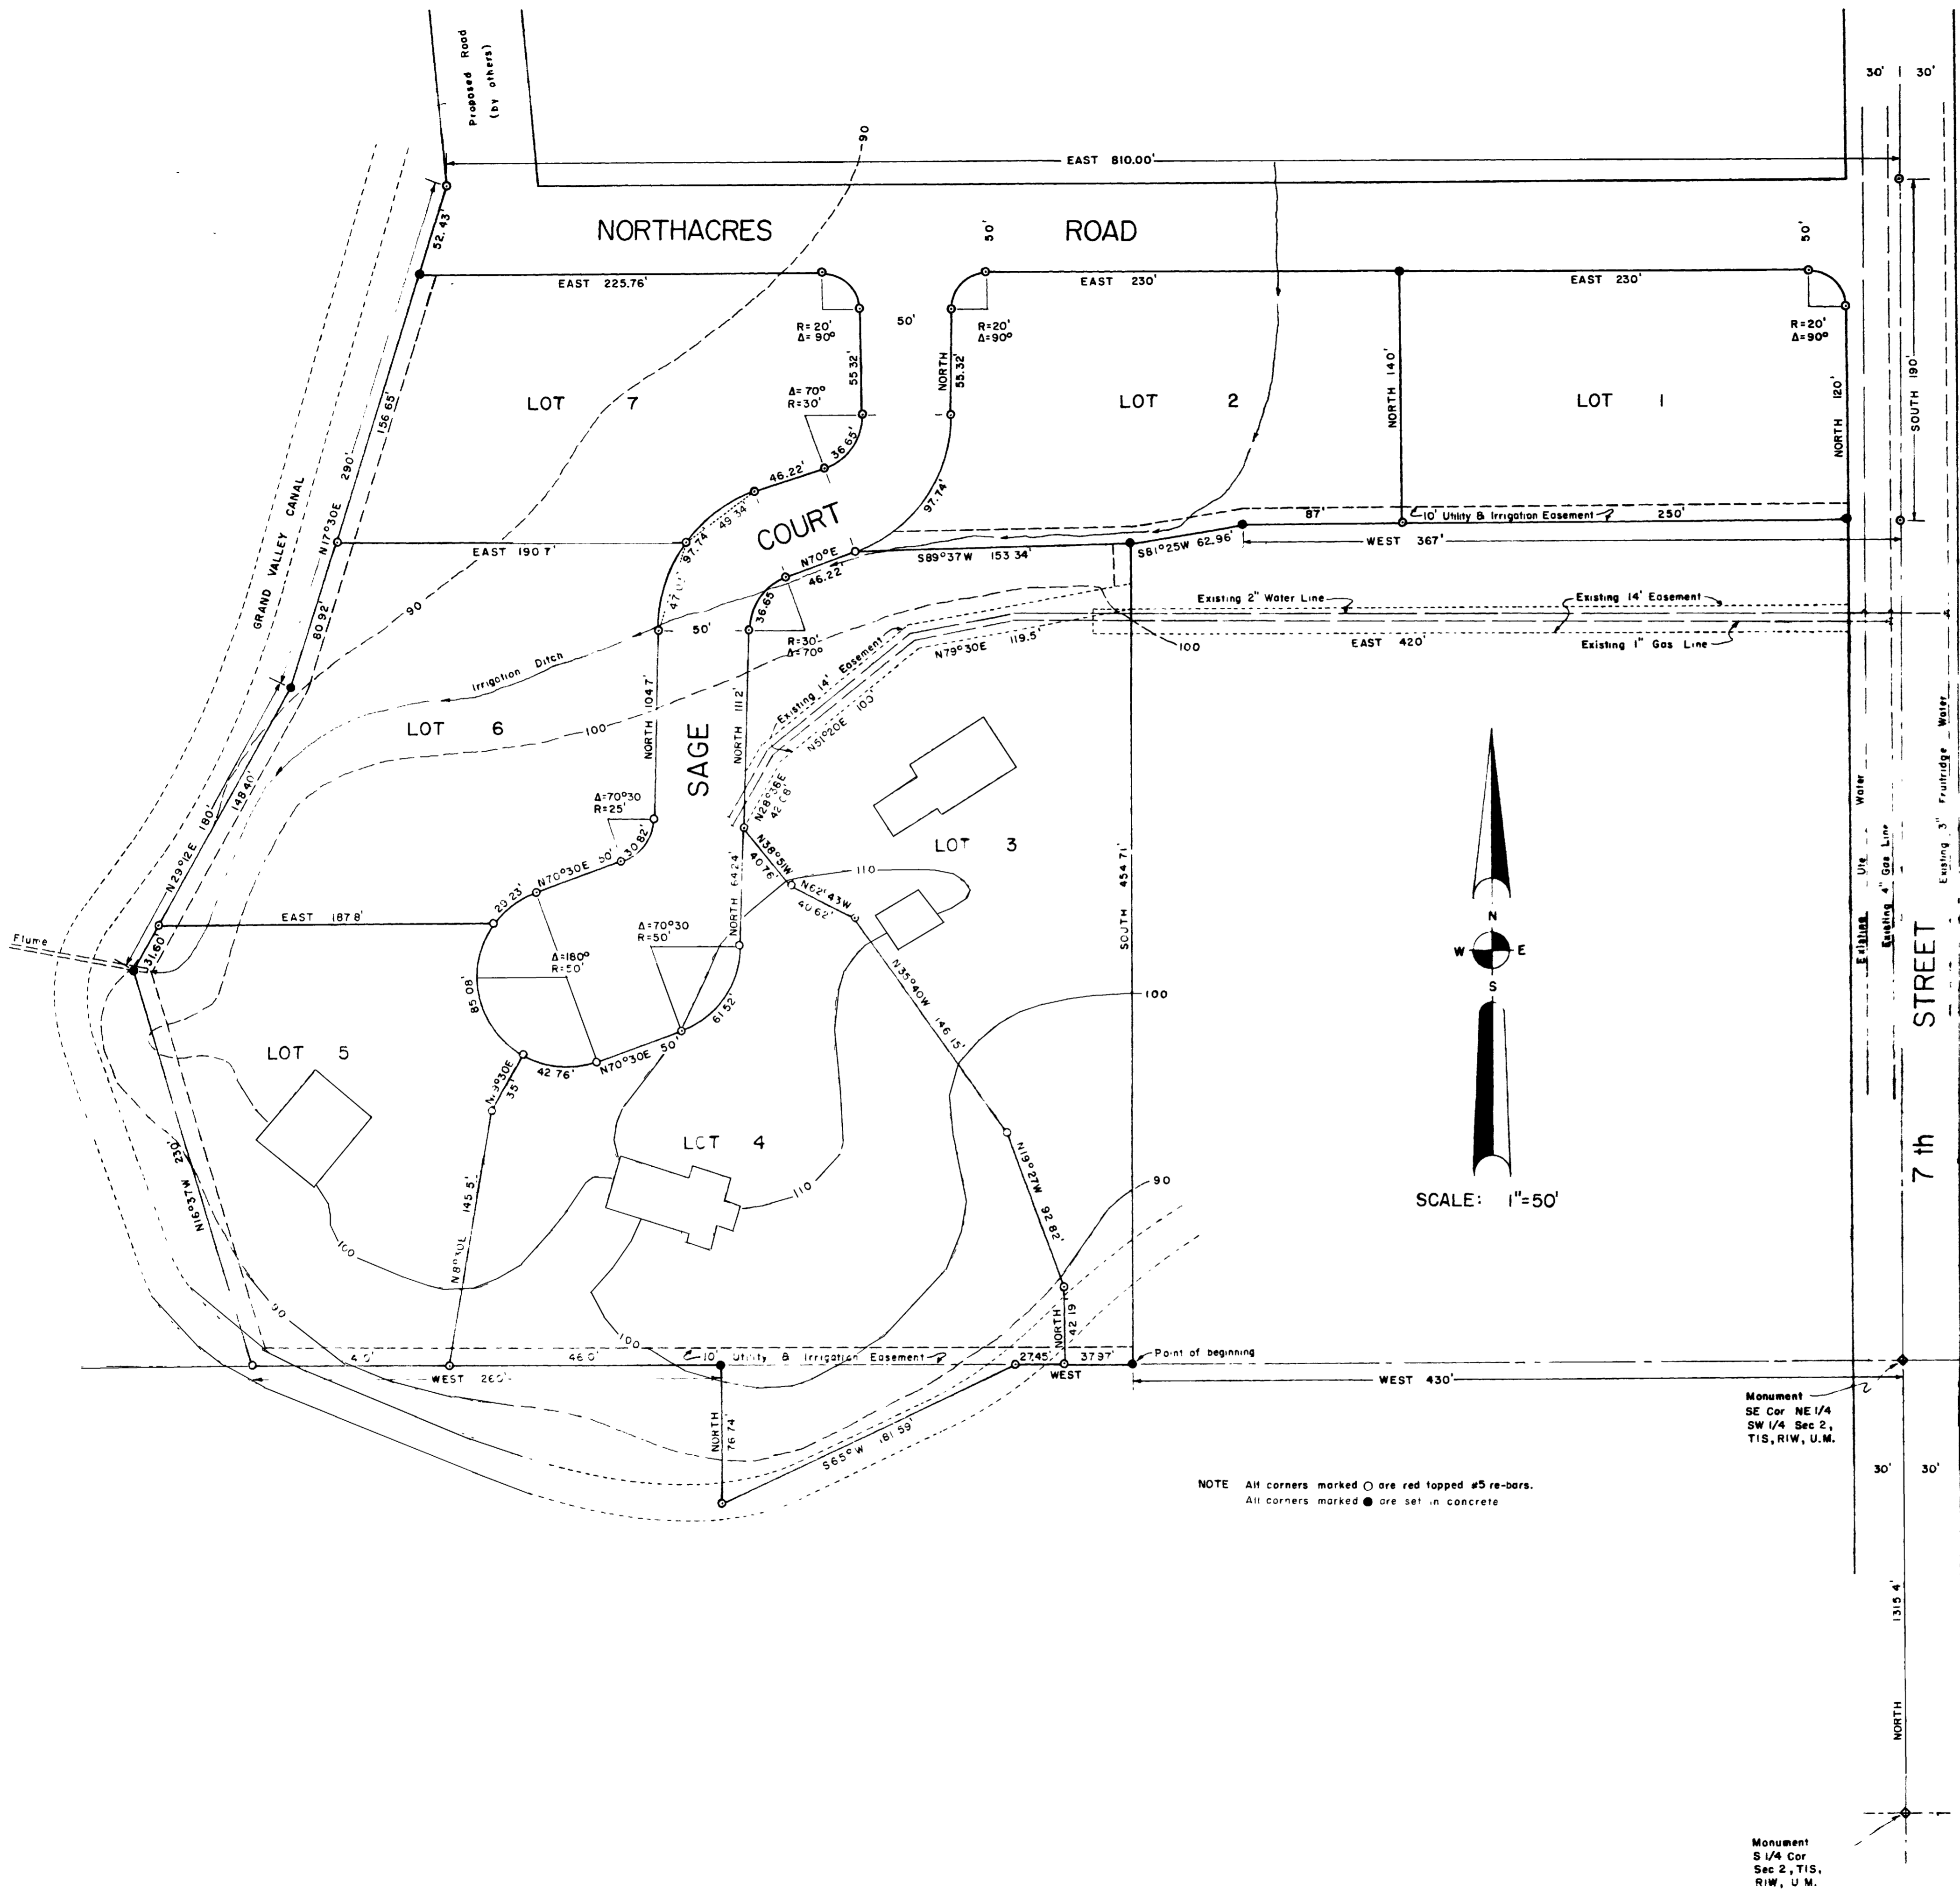 Proposed Road
(by others)
30' 30'
90
EAST 810.00'
52.43'
NORTHACRES ROAD
50'
50'
EAST 225.76'
EAST 230'
EAST 230'
R=20'
Δ=90°
50'
R=20'
Δ=90°
R=20'
Δ=90°
55.32'
NORTH
55.32'
NORTH 140'
NORTH 120'
SOUTH 190'
LOT 7
LOT 2
LOT 1
Δ=70°
R=30'
36.65'
46.22'
49.34'
97.74'
97.74'
156.65'
290'
N17°30E
GRAND VALLEY CANAL
80.92'
COURT
EAST 190.7'
N70°E
46.22'
S89°37W 153.34'
S81°25W 62.96'
87'
10' Utility & Irrigation Easement
250'
WEST 367'
36.65'
50'
R=30'
Δ=70°
90
Existing 2" Water Line
Existing 14' Easement
EAST 420'
Existing 1" Gas Line
N79°30E 119.5'
100
Irrigation Ditch
Existing 14' Easement
N51°20E 100'
LOT 6
100
NORTH 104.7'
SAGE
NORTH 111.2'
N28°36E
Δ=70°30
R=25'
30.82'
LOT 3
N38°51W
40.76'
N62°43W
40.62'
110
SOUTH 454.71'
180'
148.40'
N29°12E
N70°30E 50'
29.23'
NORTH 64.24'
EAST 187.8'
Flume
31.60'
Δ=180°
R=50'
Δ=70°30
R=50'
85.08'
61.52'
N35°40W 146.15'
100
N
W E
S
Existing Ute Water
Existing 4" Gas Line
Existing 3" Fruitridge Water
7th STREET
LOT 5
42.76'
N70°30E 50'
35'
LOT 4
230'
N16°37W
145.5'
110
N19°27W 92.82'
90
SCALE: 1"=50'
100
90
100
NORTH
42.19
10' Utility & Irrigation Easement
27.45'
37.97'
WEST
Point of beginning
WEST 430'
NORTH
76.74'
S65°W 181.59'
Monument
SE Cor NE 1/4
SW 1/4 Sec 2,
T1S, R1W, U.M.
30' 30'
NOTE All corners marked ○ are red topped #5 re-bars.
All corners marked ● are set in concrete
1315.4'
NORTH
Monument
S 1/4 Cor
Sec 2, T1S,
R1W, U.M.